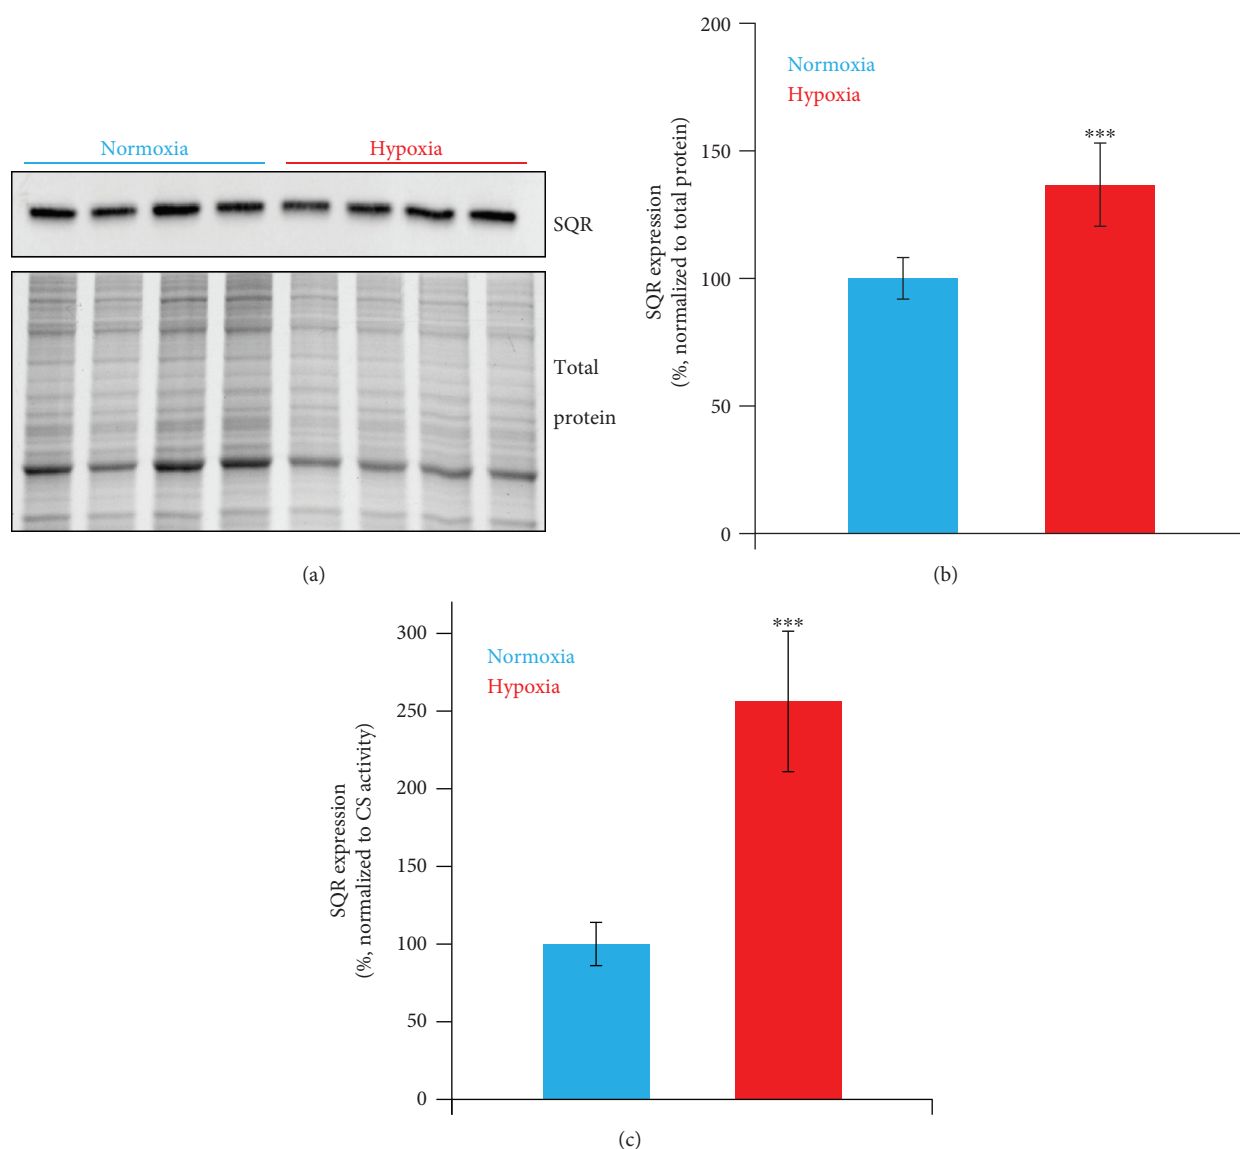 Normoxia
Hypoxia
SQR
Total
protein
(a)
200
150
100
50
0
SQR expression
(%, normalized to total protein)
Normoxia
Hypoxia
***
(b)
300
250
200
150
100
50
0
SQR expression
(%, normalized to CS activity)
Normoxia
Hypoxia
***
(c)